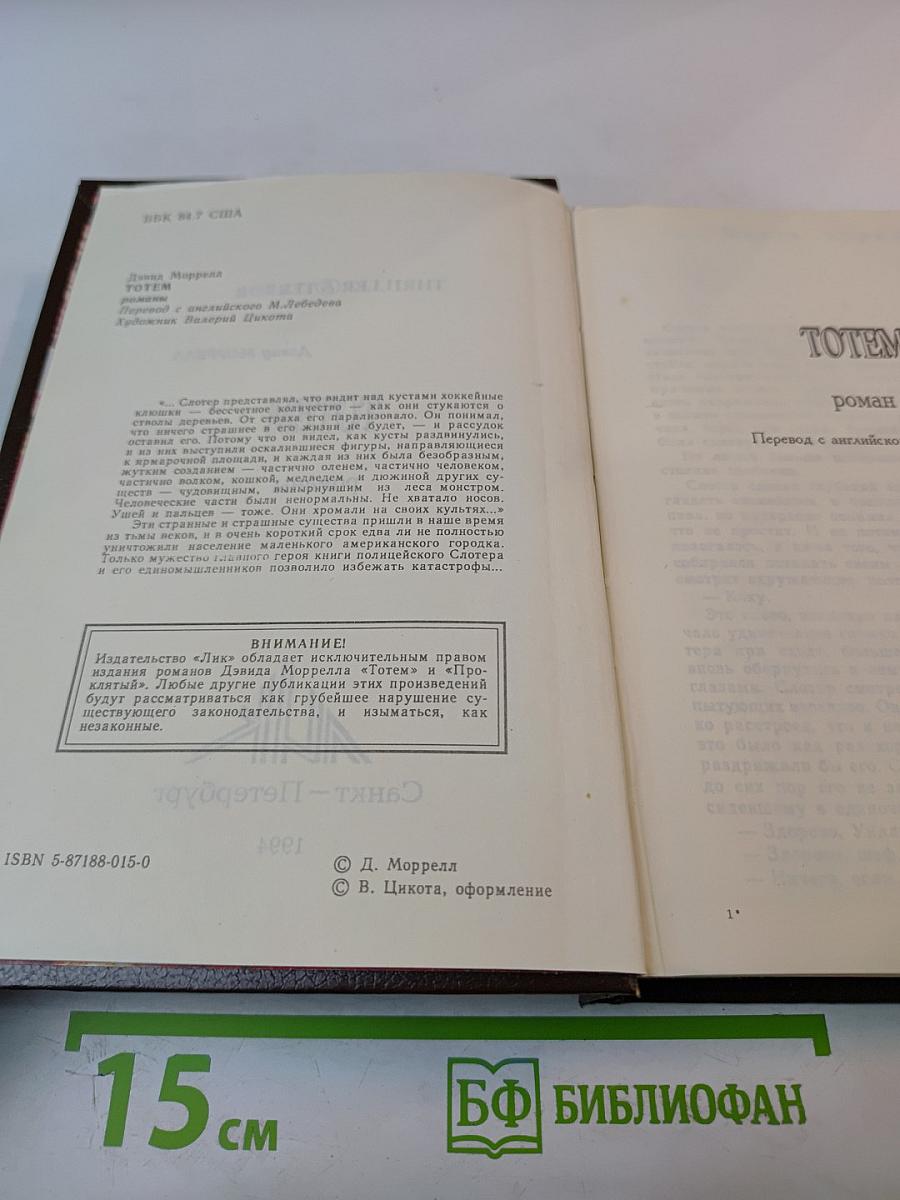 ББК 84.7 США
Дэвид Моррелл
ТОТЕМ
романы
Перевод с английского М.Лебедева
Художник Валерий Цикота
«... Слотер представлял, что видит над кустами хоккейные
клюшки — бессчетное количество — как они стукаются о
стволы деревьев. От страха его парализовало. Он понимал,
что ничего страшнее в его жизни не будет, — и рассудок
оставил его. Потому что он видел, как кусты раздвинулись,
и из них выступили оскалившиеся фигуры, направляющиеся
к ярмарочной площади, и каждая из них была безобразным,
жутким созданием — частично оленем, частично человеком,
частично волком, кошкой, медведем и дюжиной других су-
ществ — чудовищным, вынырнувшим из леса монстром.
Человеческие части были ненормальны. Не хватало носов.
Ушей и пальцев — тоже. Они хромали на своих культях...»
Эти странные и страшные существа пришли в наше время
из тьмы веков, и в очень короткий срок едва ли не полностью
уничтожили население маленького американского городка.
Только мужество главного героя книги полицейского Слотера
и его единомышленников позволило избежать катастрофы...
ВНИМАНИЕ!
Издательство «Лик» обладает исключительным правом
издания романов Дэвида Моррелла «Тотем» и «Про-
клятый». Любые другие публикации этих произведений
будут рассматриваться как грубейшее нарушение су-
ществующего законодательства, и изыматься, как
незаконные.
Санкт—Петербург
1994
ISBN 5-87188-015-0
© Д. Моррелл
© В. Цикота, оформление
ТОТЕМ
роман
Перевод с английско
— Кожу.
1*
15 см
БФ БИБЛИОФАН